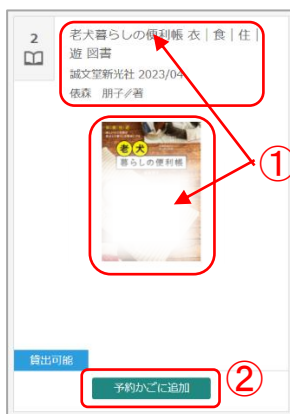 2
老犬暮らしの便利帳 衣｜食｜住｜
遊 図書
誠文堂新光社 2023/04
俵森 朋子∥著
①
老犬
暮らしの便利帳
貸出可能
予約かごに追加
②